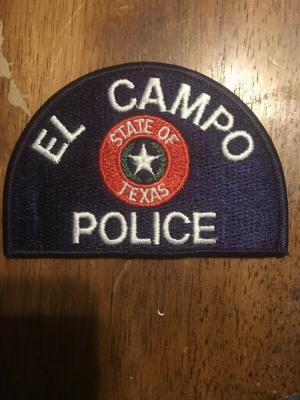 EL CAMPO
STATE OF
TEXAS
POLICE